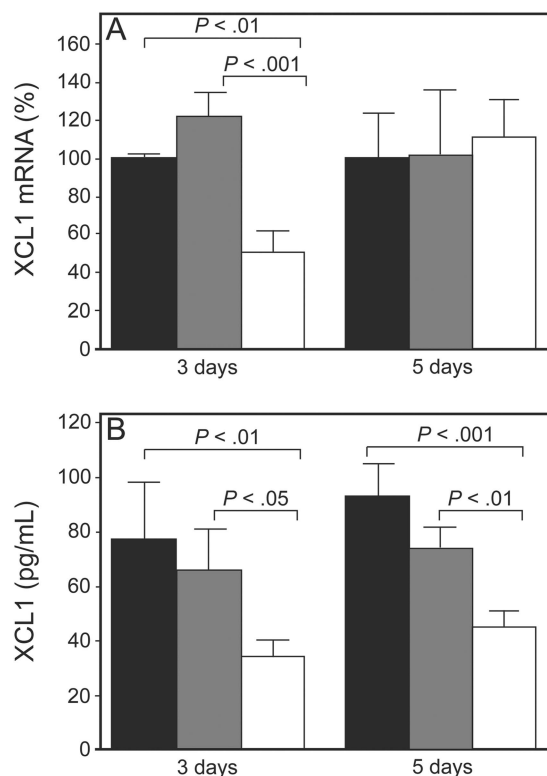 A
P < .01
P < .001
XCL1 mRNA (%)
160
140
120
100
80
60
40
20
0
3 days
5 days
B
P < .01
P < .05
P < .001
P < .01
XCL1 (pg/mL)
120
100
80
60
40
20
0
3 days
5 days